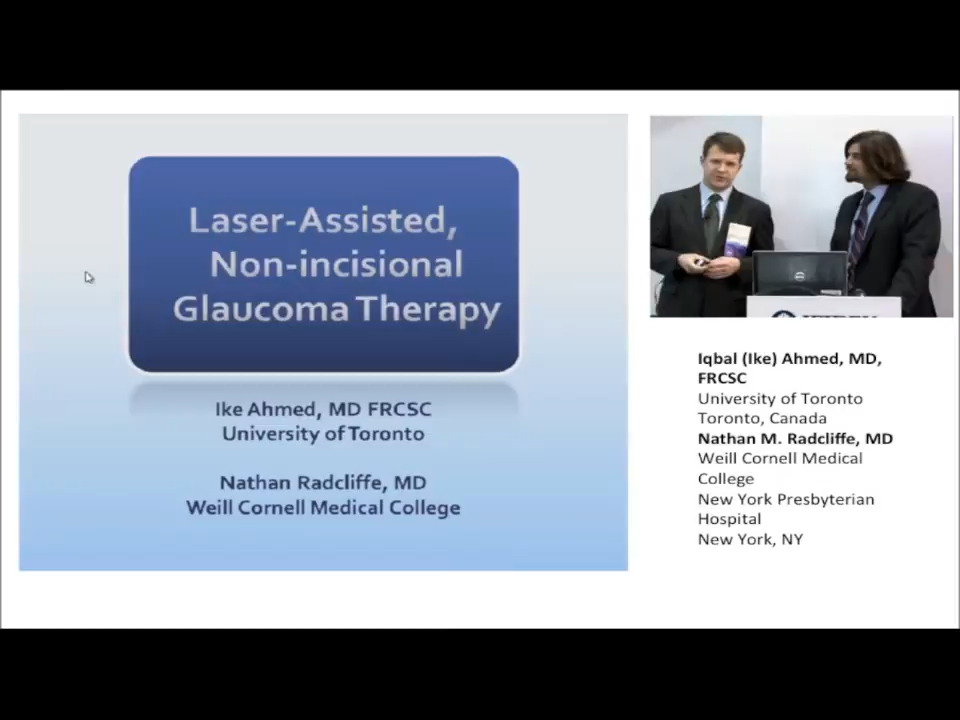 Laser-Assisted,
Non-incisional
Glaucoma Therapy
Ike Ahmed, MD FRCSC
University of Toronto
Nathan Radcliffe, MD
Weill Cornell Medical College
Iqbal (Ike) Ahmed, MD,
FRCSC
University of Toronto
Toronto, Canada
Nathan M. Radcliffe, MD
Weill Cornell Medical
College
New York Presbyterian
Hospital
New York, NY